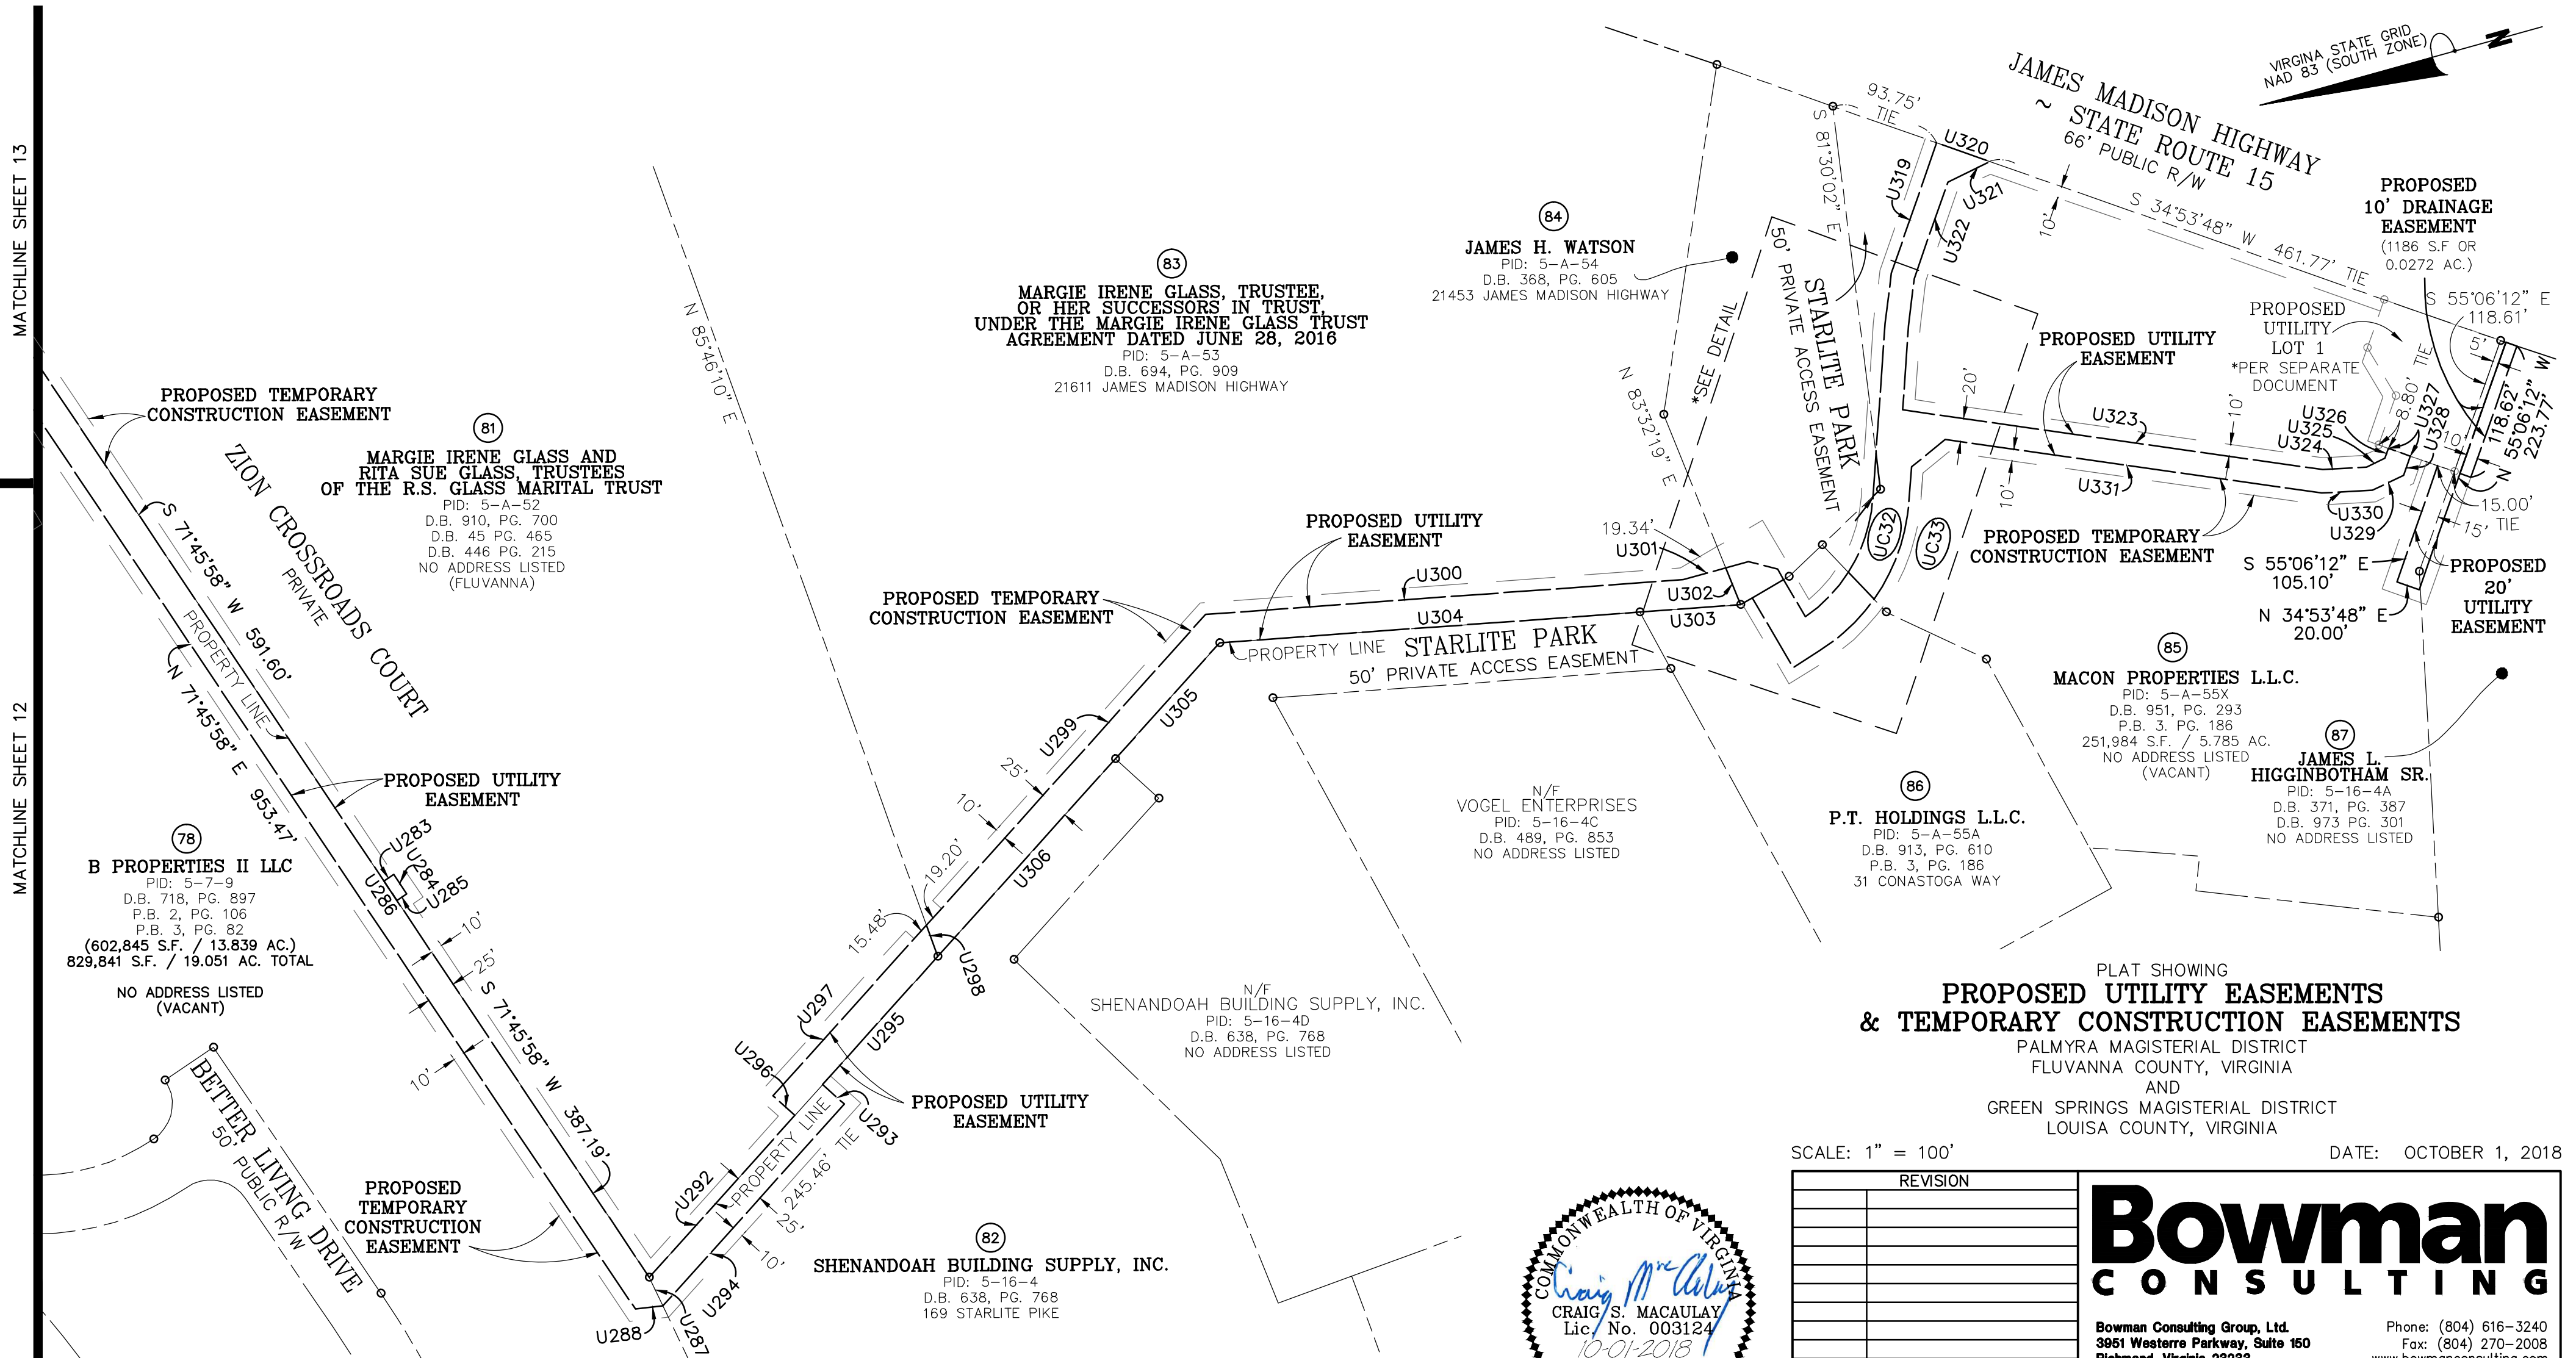 MATCHLINE SHEET 13
MATCHLINE SHEET 12
VIRGINA STATE GRID
NAD 83 (SOUTH ZONE)
N
JAMES MADISON HIGHWAY
~ STATE ROUTE 15
66' PUBLIC R/W
93.75'
TIE
U320
U319
U321
U322
S 81°30'02" E
10'
S 34°53'48" W 461.77' TIE
PROPOSED
10' DRAINAGE
EASEMENT
(1186 S.F OR
0.0272 AC.)
S 55°06'12" E
118.61'
5'
118.62'
N 55°06'12" W
223.77'
PROPOSED
UTILITY
LOT 1
*PER SEPARATE
DOCUMENT
8.80' TIE
U327
U328
U326
U325
U324
10'
10'
15.00'
15' TIE
U330
U329
S 55°06'12" E
105.10'
N 34°53'48" E
20.00'
PROPOSED
20'
UTILITY
EASEMENT
PROPOSED UTILITY
EASEMENT
20'
U323
U331
10'
PROPOSED TEMPORARY
CONSTRUCTION EASEMENT
84
JAMES H. WATSON
PID: 5-A-54
D.B. 368, PG. 605
21453 JAMES MADISON HIGHWAY
*SEE DETAIL
STARLITE PARK
50' PRIVATE ACCESS EASEMENT
N 83°32'19" E
UC32
UC33
83
MARGIE IRENE GLASS, TRUSTEE,
OR HER SUCCESSORS IN TRUST,
UNDER THE MARGIE IRENE GLASS TRUST
AGREEMENT DATED JUNE 28, 2016
PID: 5-A-53
D.B. 694, PG. 909
21611 JAMES MADISON HIGHWAY
N 85°46'10" E
PROPOSED TEMPORARY
CONSTRUCTION EASEMENT
81
MARGIE IRENE GLASS AND
RITA SUE GLASS, TRUSTEES
OF THE R.S. GLASS MARITAL TRUST
PID: 5-A-52
D.B. 910, PG. 700
D.B. 45 PG. 465
D.B. 446 PG. 215
NO ADDRESS LISTED
(FLUVANNA)
ZION CROSSROADS COURT
PRIVATE
S 71°45'58" W 591.60'
PROPERTY LINE
N 71°45'58" E 953.47'
PROPOSED UTILITY
EASEMENT
U283
U284
U285
U286
10'
25'
S 71°45'58" W 387.19'
10'
78
B PROPERTIES II LLC
PID: 5-7-9
D.B. 718, PG. 897
P.B. 2, PG. 106
P.B. 3, PG. 82
(602,845 S.F. / 13.839 AC.)
829,841 S.F. / 19.051 AC. TOTAL
NO ADDRESS LISTED
(VACANT)
BETTER LIVING DRIVE
50' PUBLIC R/W
PROPOSED
TEMPORARY
CONSTRUCTION
EASEMENT
U288
U287
U294
U292
PROPERTY LINE
245.46' TIE
25'
10'
U293
U296
U297
U295
15.48'
19.20'
U298
PROPOSED UTILITY
EASEMENT
U306
10'
25'
U299
U305
PROPOSED TEMPORARY
CONSTRUCTION EASEMENT
PROPOSED UTILITY
EASEMENT
U300
19.34'
U301
U302
U303
U304
PROPERTY LINE
STARLITE PARK
50' PRIVATE ACCESS EASEMENT
N/F
VOGEL ENTERPRISES
PID: 5-16-4C
D.B. 489, PG. 853
NO ADDRESS LISTED
N/F
SHENANDOAH BUILDING SUPPLY, INC.
PID: 5-16-4D
D.B. 638, PG. 768
NO ADDRESS LISTED
82
SHENANDOAH BUILDING SUPPLY, INC.
PID: 5-16-4
D.B. 638, PG. 768
169 STARLITE PIKE
85
MACON PROPERTIES L.L.C.
PID: 5-A-55X
D.B. 951, PG. 293
P.B. 3. PG. 186
251,984 S.F. / 5.785 AC.
NO ADDRESS LISTED
(VACANT)
87
JAMES L.
HIGGINBOTHAM SR.
PID: 5-16-4A
D.B. 371, PG. 387
D.B. 973 PG. 301
NO ADDRESS LISTED
86
P.T. HOLDINGS L.L.C.
PID: 5-A-55A
D.B. 913, PG. 610
P.B. 3, PG. 186
31 CONASTOGA WAY
PLAT SHOWING
PROPOSED UTILITY EASEMENTS
& TEMPORARY CONSTRUCTION EASEMENTS
PALMYRA MAGISTERIAL DISTRICT
FLUVANNA COUNTY, VIRGINIA
AND
GREEN SPRINGS MAGISTERIAL DISTRICT
LOUISA COUNTY, VIRGINIA
SCALE: 1" = 100'
DATE: OCTOBER 1, 2018
REVISION
COMMONWEALTH OF VIRGINIA
Craig MacAulay
CRAIG S. MACAULAY
Lic. No. 003124
10-01-2018
Bowman
CONSULTING
Bowman Consulting Group, Ltd.
3951 Westerre Parkway, Suite 150
Richmond, Virginia 23233
Phone: (804) 616-3240
Fax: (804) 270-2008
www.bowmanconsulting.com